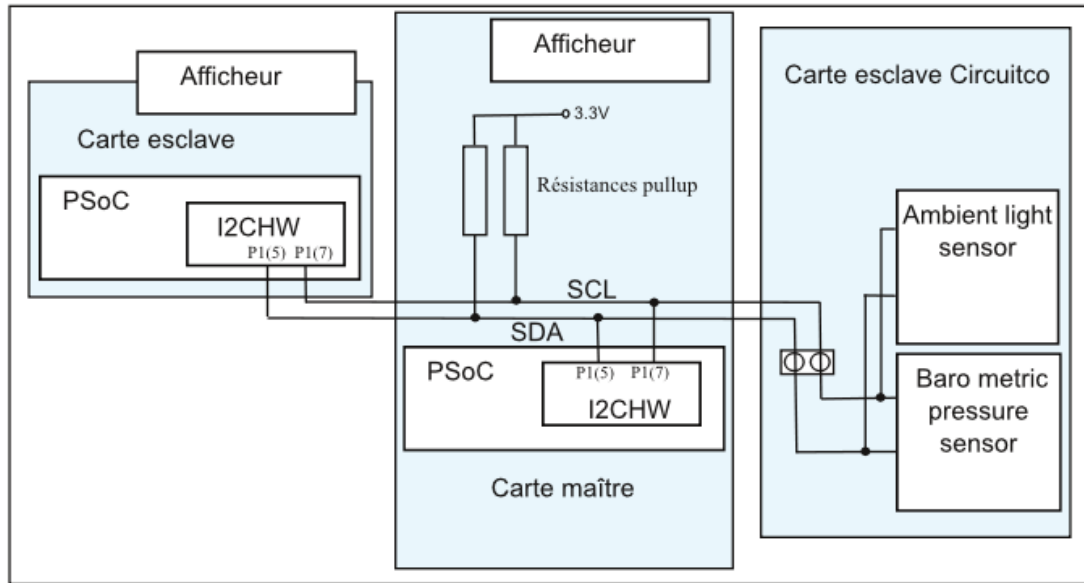 Afficheur
Carte esclave
PSoC
I2CHW
P1(5) P1(7)
Afficheur
3.3V
Résistances pullup
SCL
SDA
PSoC
P1(5) P1(7)
I2CHW
Carte maître
Carte esclave Circuitco
Ambient light
sensor
Baro metric
pressure
sensor